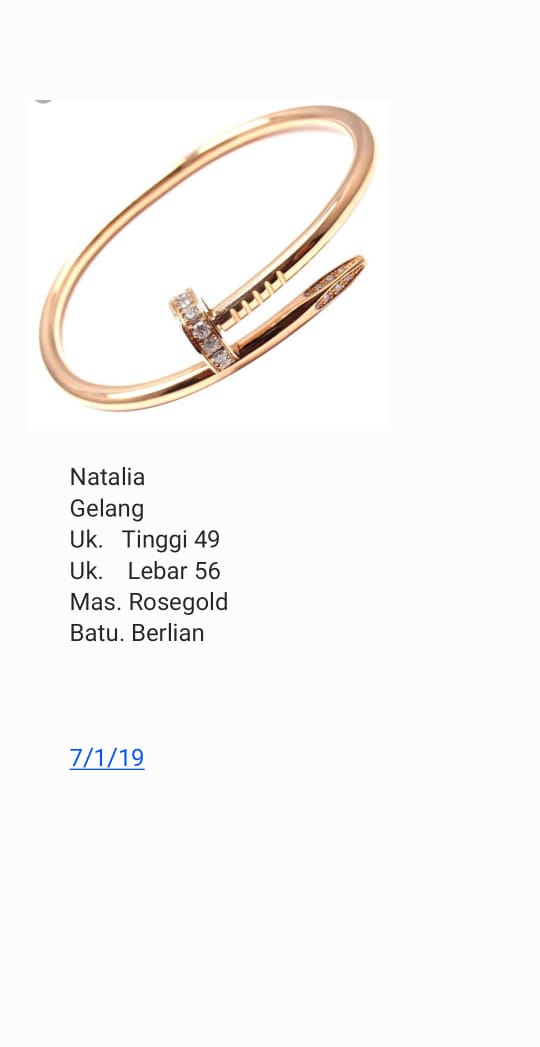 Natalia
Gelang
Uk. Tinggi 49
Uk. Lebar 56
Mas. Rosegold
Batu. Berlian
7/1/19